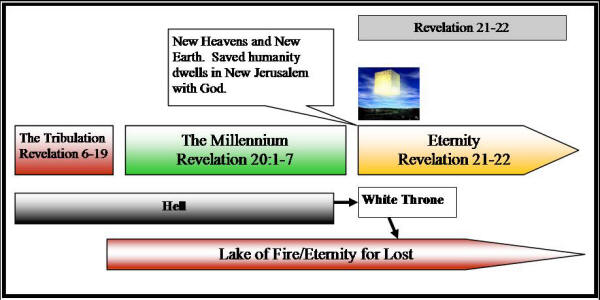 Revelation 21-22
New Heavens and New
Earth.  Saved humanity
dwells in New Jerusalem
with God.
The Tribulation
Revelation 6-19
The Millennium
Revelation 20:1-7
Eternity
Revelation 21-22
Hell
White Throne
Lake of Fire/Eternity for Lost